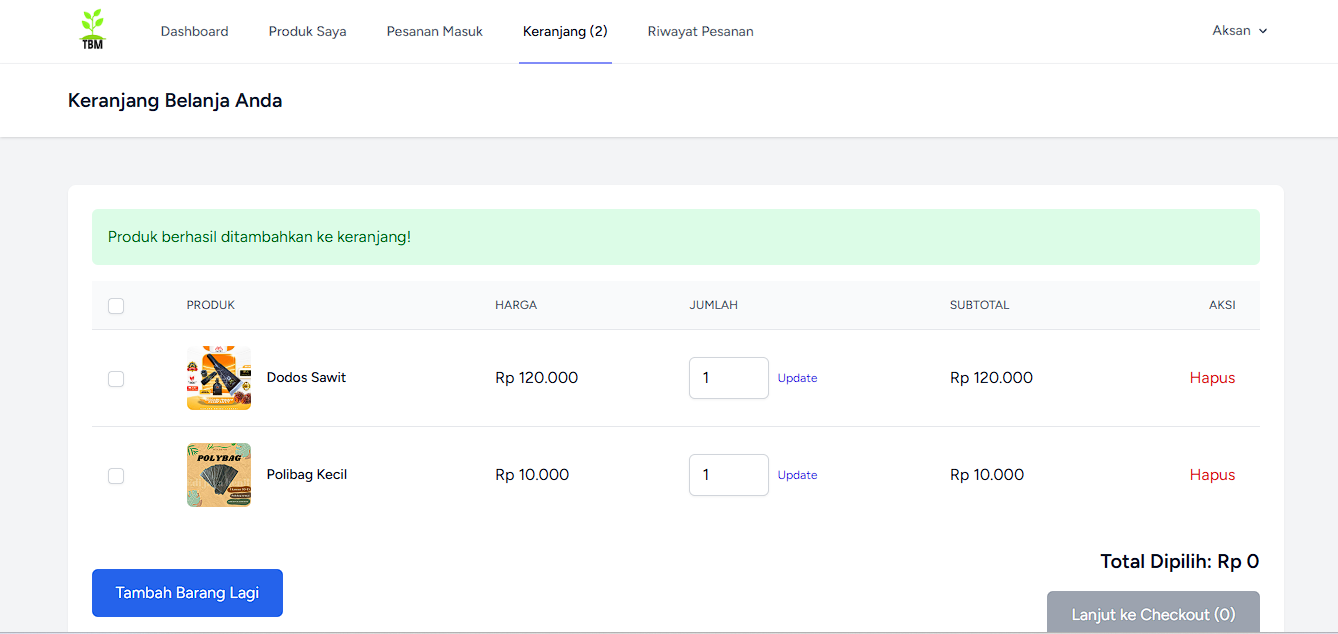 TBM
Dashboard
Produk Saya
Pesanan Masuk
Keranjang (2)
Riwayat Pesanan
Aksan
Keranjang Belanja Anda
Produk berhasil ditambahkan ke keranjang!
PRODUK HARGA JUMLAH SUBTOTAL AKSI
Dodos Sawit Rp 120.000 1 Update Rp 120.000 Hapus
POLYBAG
Polibag Kecil Rp 10.000 1 Update Rp 10.000 Hapus
Total Dipilih: Rp 0
Tambah Barang Lagi
Lanjut ke Checkout (0)